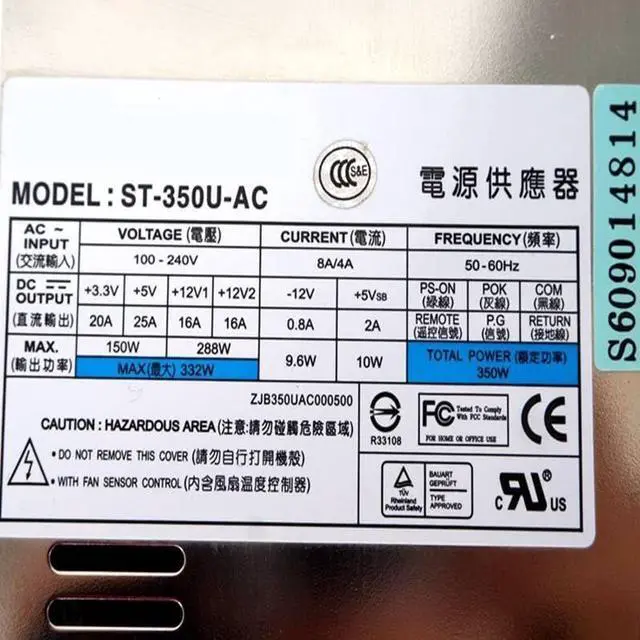 CCC S&E
電源供應器
MODEL : ST-350U-AC
AC ~ INPUT (交流輸入) VOLTAGE (電壓) CURRENT (電流) FREQUENCY (頻率)
100 - 240V 8A/4A 50-60Hz
DC OUTPUT (直流輸出) +3.3V +5V +12V1 +12V2 -12V +5VSB PS-ON (綠線) POK (灰線) COM (黑線)
20A 25A 16A 16A 0.8A 2A REMOTE (遥控信號) P.G (信號) RETURN (接地線)
MAX. (輸出功率) 150W 288W 9.6W 10W TOTAL POWER (額定功率)
MAX(最大) 332W 350W
ZJB350UAC000500
CAUTION : HAZARDOUS AREA (注意:請勿碰觸危險區域)
• DO NOT REMOVE THIS COVER (請勿自行打開機殼)
• WITH FAN SENSOR CONTROL (內含風扇温度控制器)
R33108
FC Tested To Comply With FCC Standards
FOR HOME OR OFFICE USE
CE
TÜV Rheinland Product Safety
BAUART GEPRÜFT
TYPE APPROVED
c RU US
S609014814